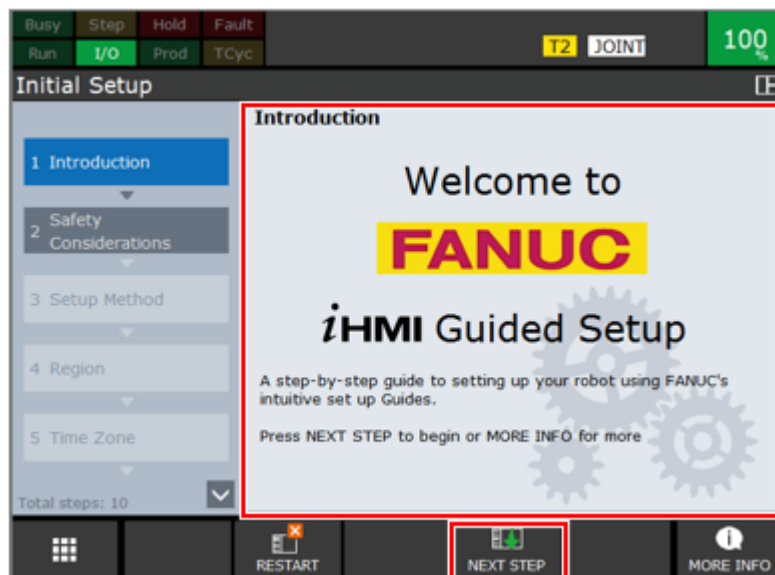 Busy Step Hold Fault
Run I/O Prod TCyc
T2 JOINT
100%
Initial Setup
Introduction
1 Introduction
2 Safety
Considerations
3 Setup Method
4 Region
5 Time Zone
Total steps: 10
Welcome to
FANUC
iHMI Guided Setup
A step-by-step guide to setting up your robot using FANUC's
intuitive set up Guides.
Press NEXT STEP to begin or MORE INFO for more
RESTART
NEXT STEP
MORE INFO